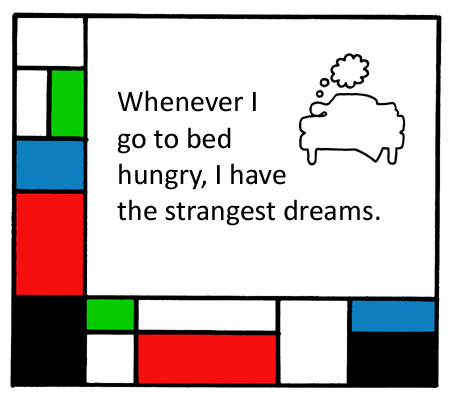 Whenever I
go to bed
hungry, I have
the strangest dreams.